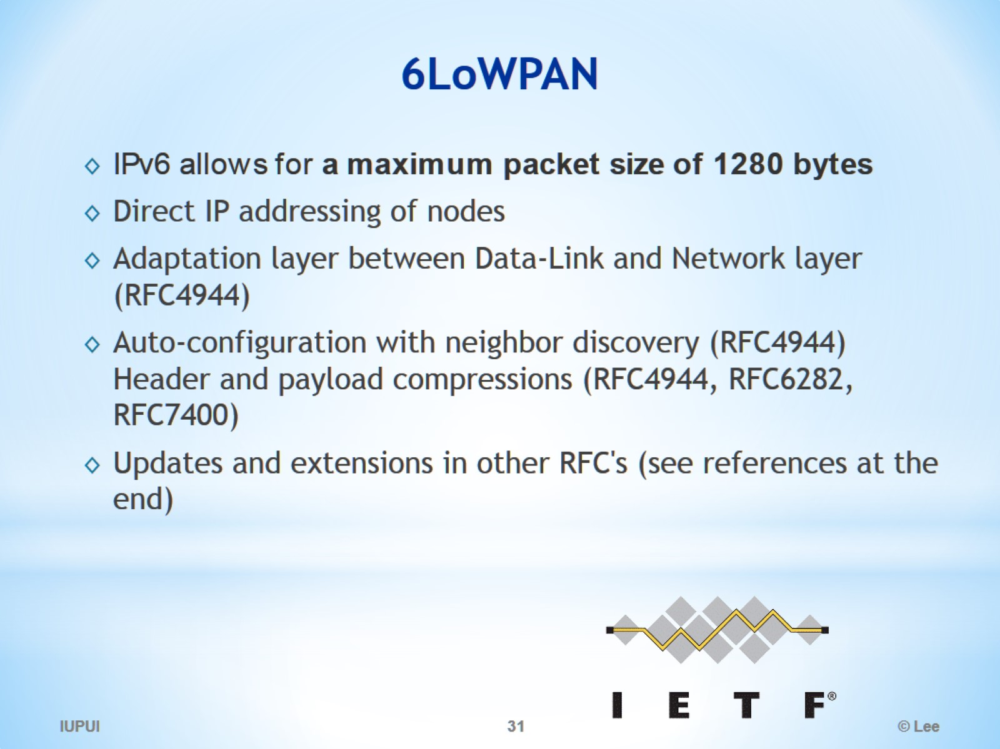 6LoWPAN
IPv6 allows for a maximum packet size of 1280 bytes
Direct IP addressing of nodes
Adaptation layer between Data-Link and Network layer
(RFC4944)
Auto-configuration with neighbor discovery (RFC4944)
Header and payload compressions (RFC4944, RFC6282,
RFC7400)
Updates and extensions in other RFC's (see references at the
end)
I E T F®
IUPUI
31
© Lee